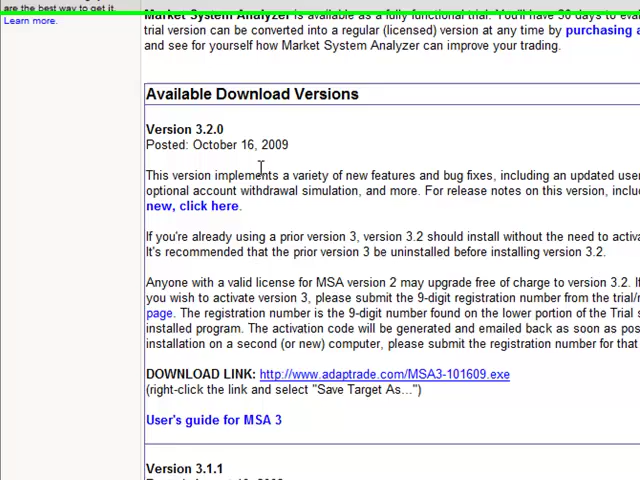 are the best way to get it.
Learn more.
Market System Analyzer is available as a fully functional trial. You'll have 30 days to
trial version can be converted into a regular (licensed) version at any time by purchasing a
and see for yourself how Market System Analyzer can improve your trading.
Available Download Versions
Version 3.2.0
Posted: October 16, 2009
This version implements a variety of new features and bug fixes, including an updated
optional account withdrawal simulation, and more. For release notes on this version,
new, click here.
If you're already using a prior version 3, version 3.2 should install without the need to
It's recommended that the prior version 3 be uninstalled before installing version 3.2.
Anyone with a valid license for MSA version 2 may upgrade free of charge to version 3.2. If
you wish to activate version 3, please submit the 9-digit registration number from the
page. The registration number is the 9-digit number found on the lower portion of the Trial
installed program. The activation code will be generated and emailed back as soon as
installation on a second (or new) computer, please submit the registration number for that
DOWNLOAD LINK: http://www.adaptrade.com/MSA3-101609.exe
(right-click the link and select "Save Target As...")
User's guide for MSA 3
Version 3.1.1